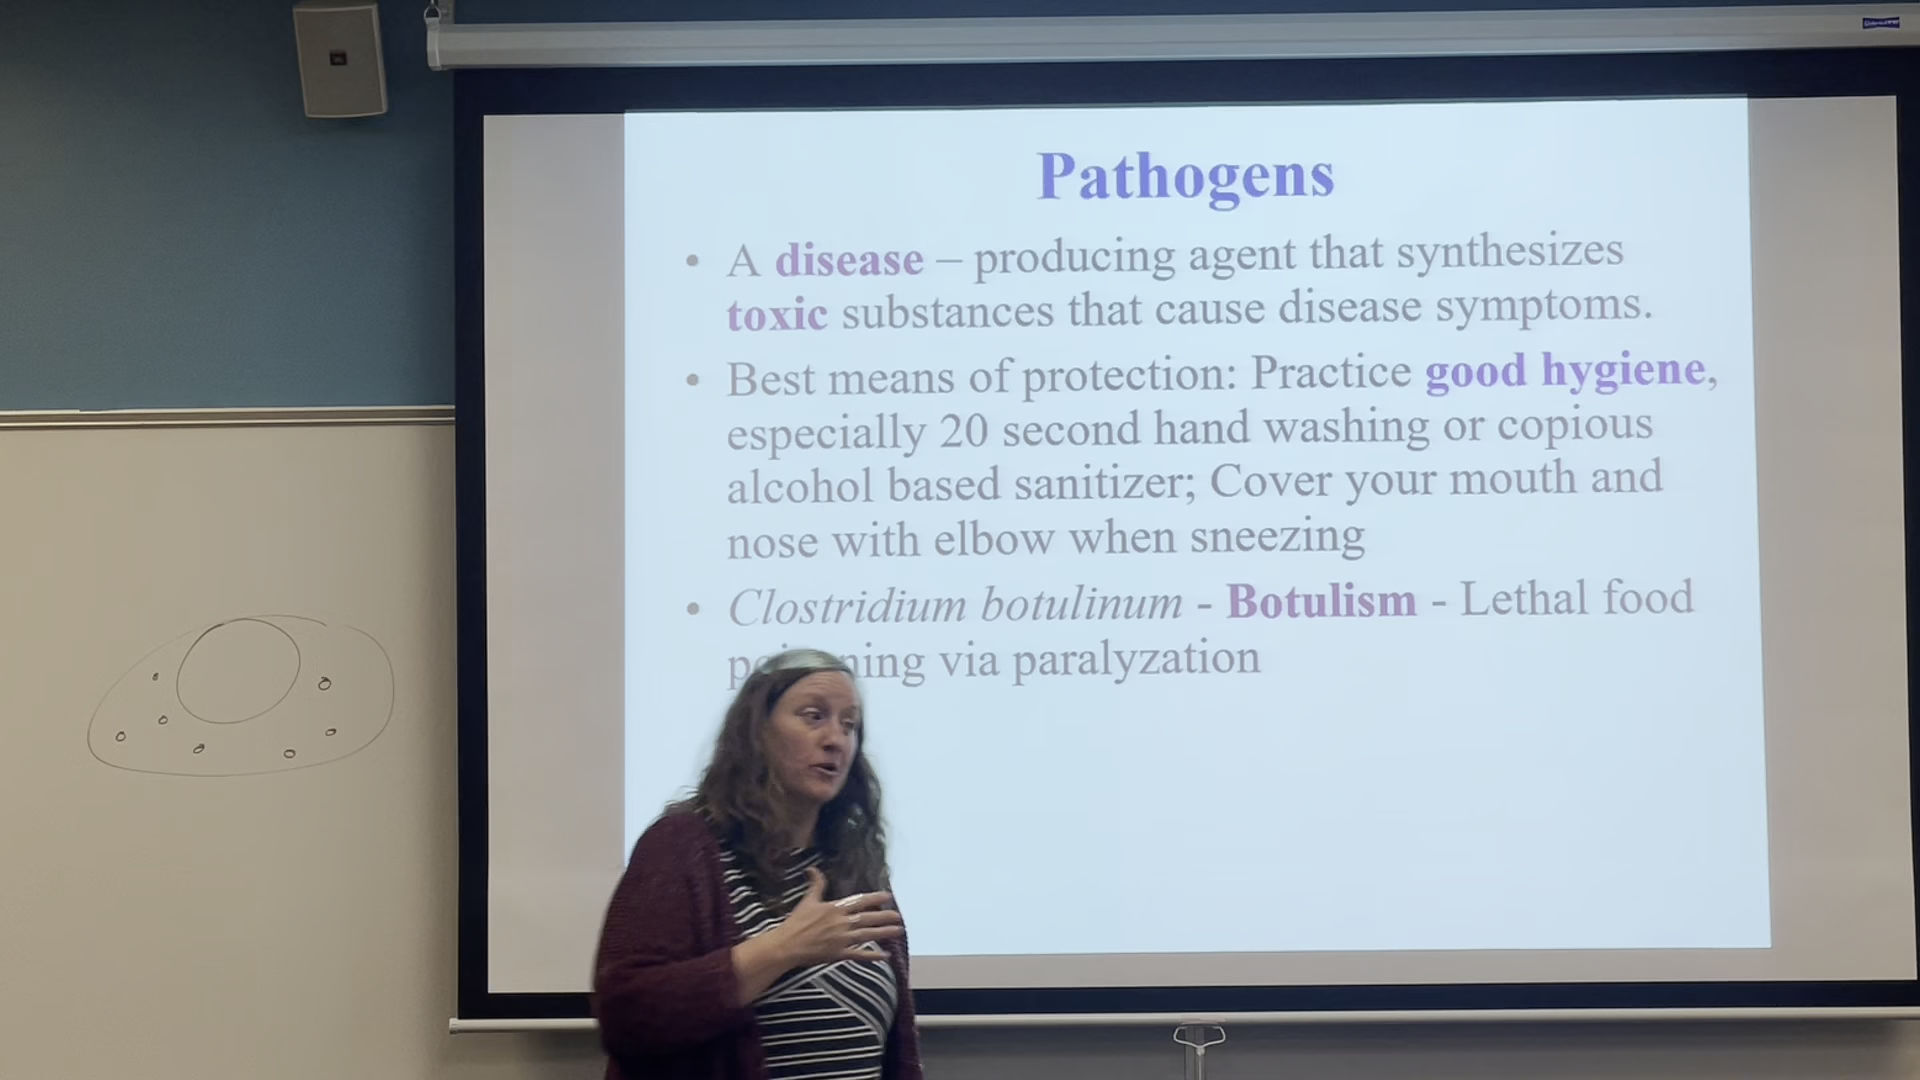 Pathogens
• A disease – producing agent that synthesizes
toxic substances that cause disease symptoms.
• Best means of protection: Practice good hygiene,
especially 20 second hand washing or copious
alcohol based sanitizer; Cover your mouth and
nose with elbow when sneezing
• Clostridium botulinum - Botulism - Lethal food
via paralyzation